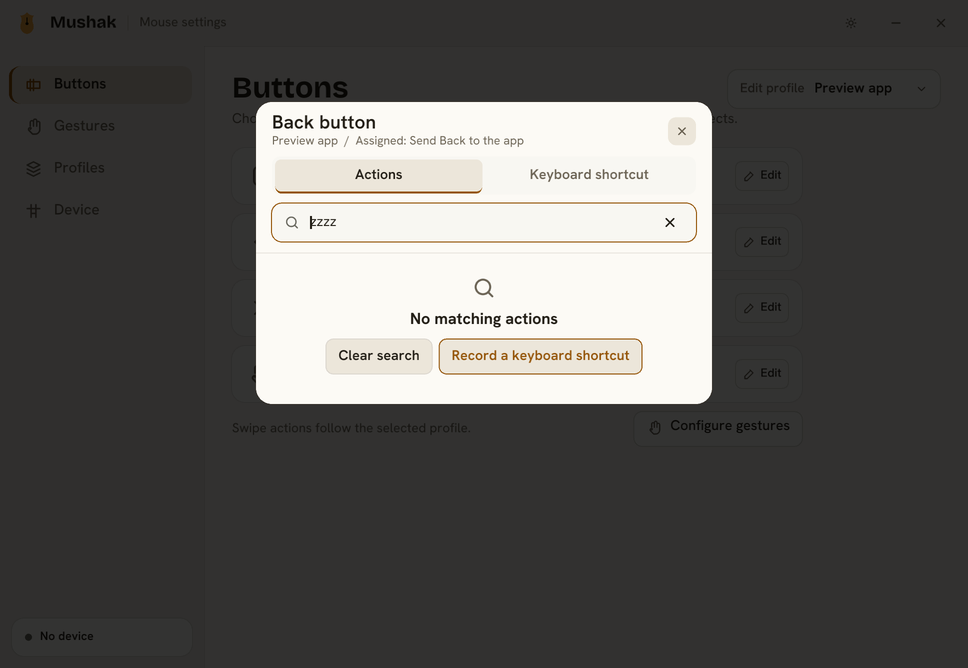 Mushak
Mouse settings
Buttons
Gestures
Profiles
Device
No device
Buttons
Edit profile Preview app
Cho
ects.
Edit
Edit
Edit
Edit
Swipe actions follow the selected profile.
Configure gestures
Back button
Preview app / Assigned: Send Back to the app
Actions
Keyboard shortcut
zzzz
No matching actions
Clear search
Record a keyboard shortcut